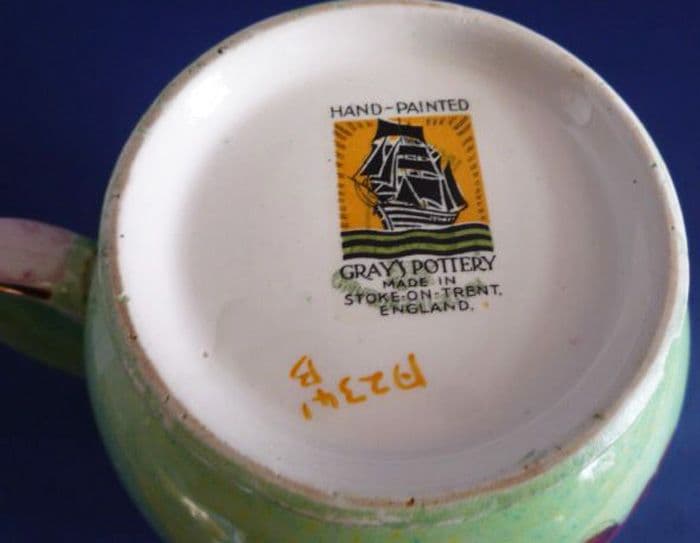 HAND-PAINTED
GRAY'S POTTERY
MADE IN
STOKE-ON-TRENT.
ENGLAND.
A234'
B